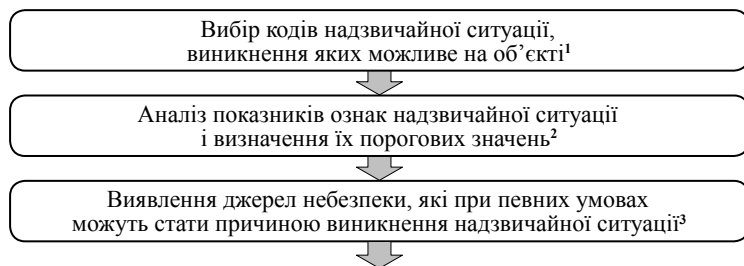 Вибір кодів надзвичайної ситуації,
виникнення яких можливе на об’єкті¹
Аналіз показників ознак надзвичайної ситуації
і визначення їх порогових значень²
Виявлення джерел небезпеки, які при певних умовах
можуть стати причиною виникнення надзвичайної ситуації³